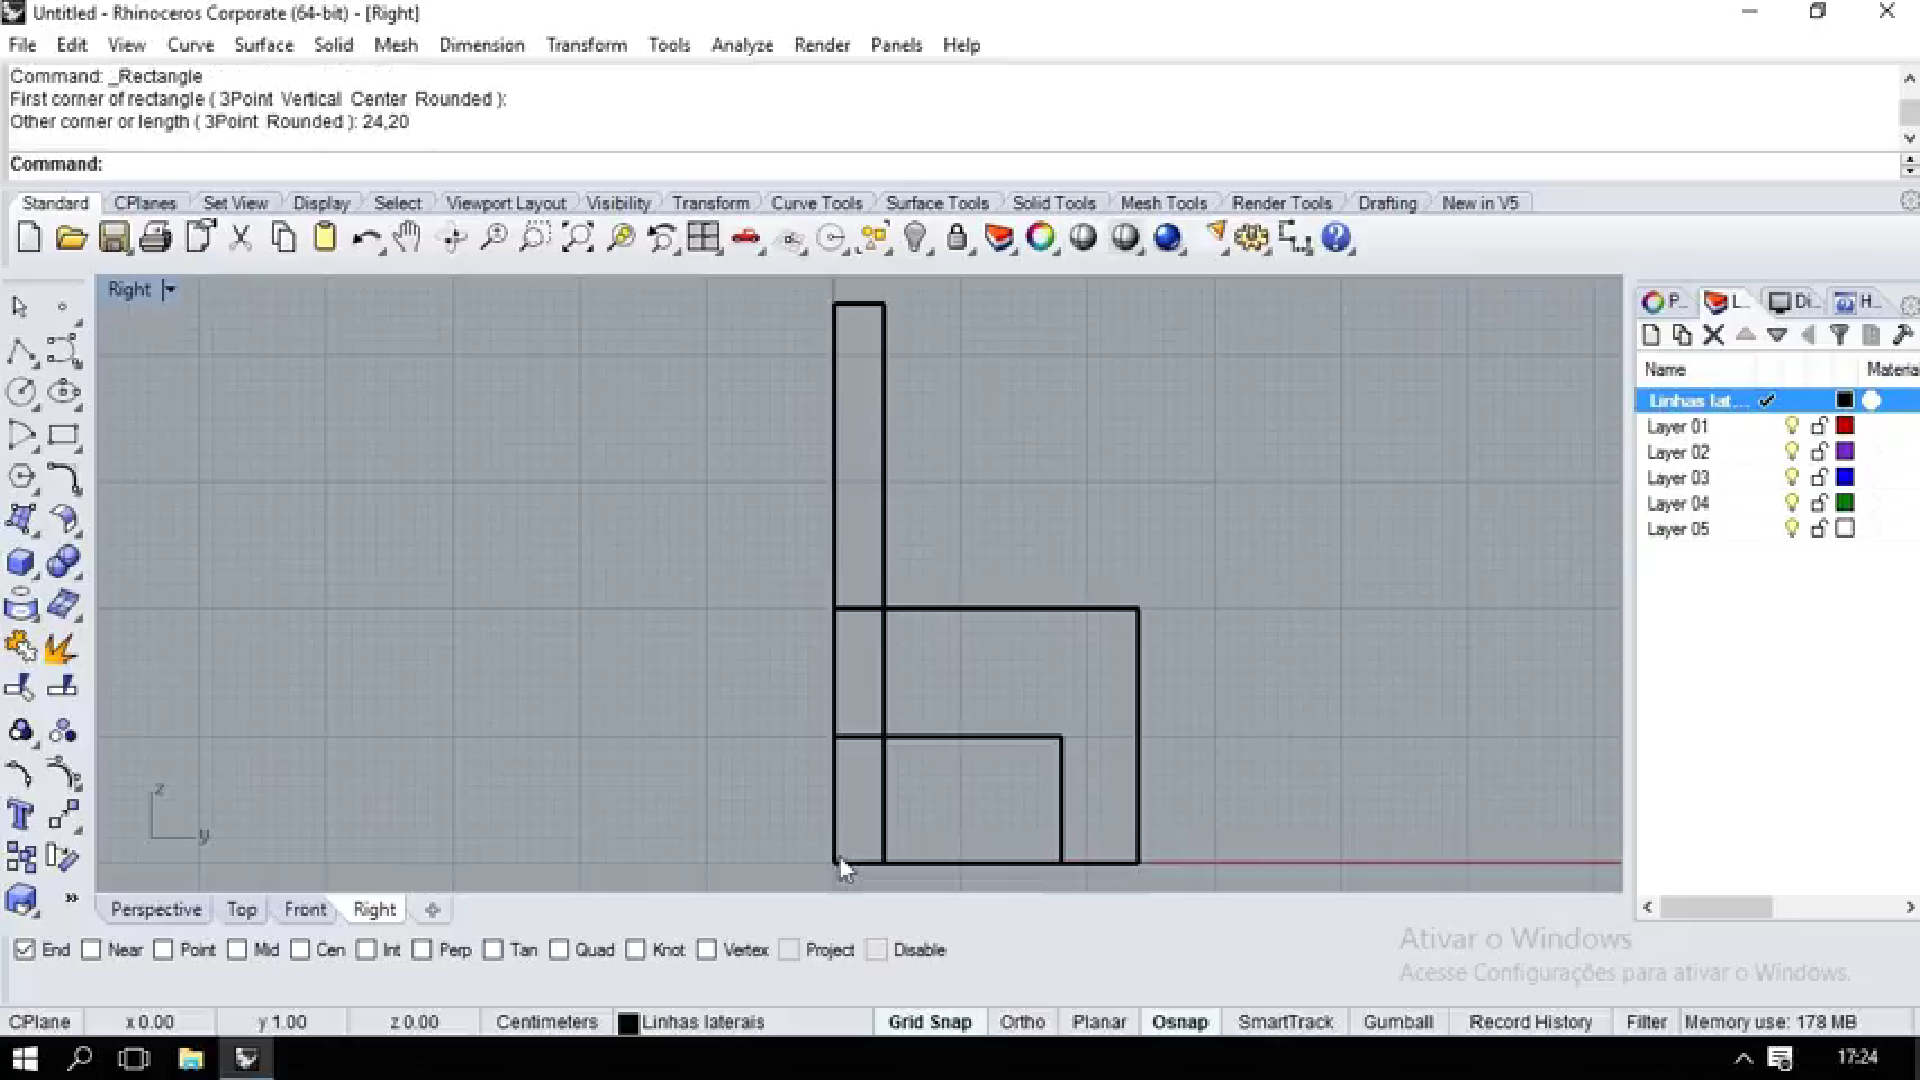 Untitled - Rhinoceros Corporate (64-bit) - [Right]
File Edit View Curve Surface Solid Mesh Dimension Transform Tools Analyze Render Panels Help
Command: _Rectangle
First corner of rectangle ( 3Point Vertical Center Rounded ):
Other corner or length ( 3Point Rounded ): 24,20
Command:
Standard CPlanes Set View Display Select Viewport Layout Visibility Transform Curve Tools Surface Tools Solid Tools Mesh Tools Render Tools Drafting New in V5
Right
P... L... Di... H...
Name Materia
Linhas lat...
Layer 01
Layer 02
Layer 03
Layer 04
Layer 05
z
y
Perspective Top Front Right
End Near Point Mid Cen Int Perp Tan Quad Knot Vertex Project Disable
Ativar o Windows
Acesse Configurações para ativar o Windows.
CPlane x 0.00 y 1.00 z 0.00 Centimeters Linhas laterais Grid Snap Ortho Planar Osnap SmartTrack Gumball Record History Filter Memory use: 178 MB
17:24